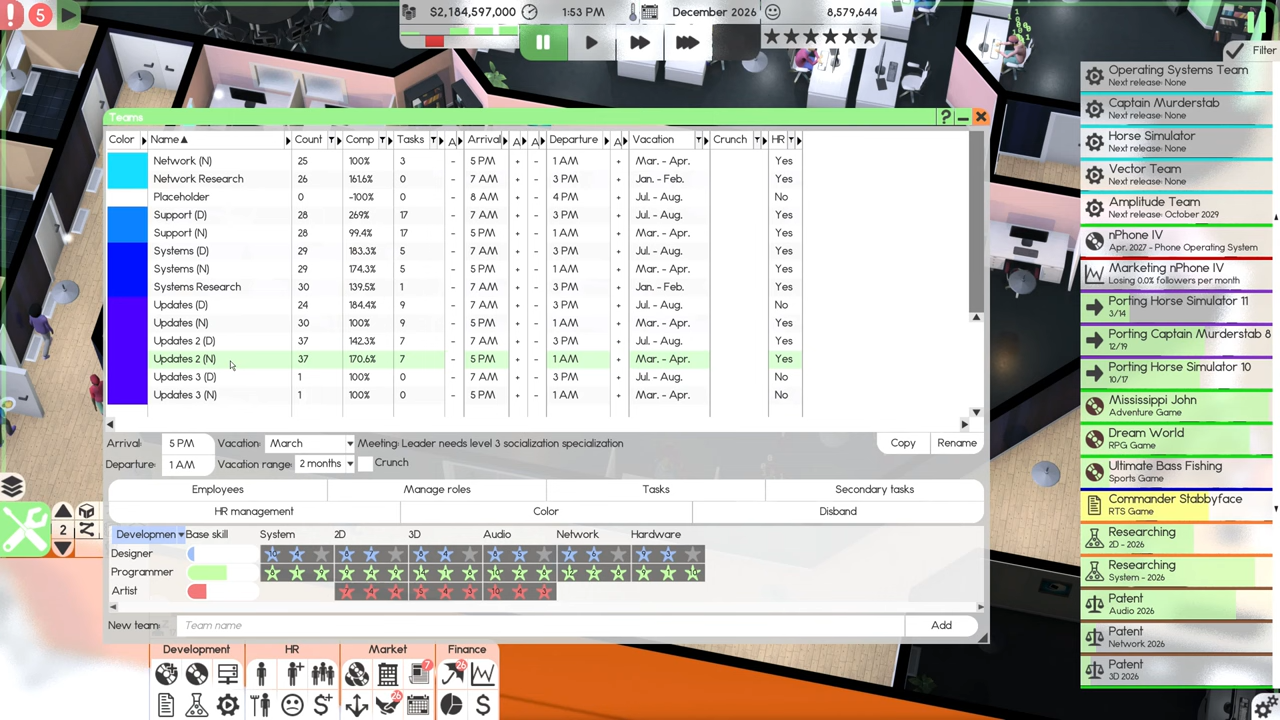 5
$2,184,597,000
1:53 PM
December 2026
8,579,644
Filter
Teams
?
Color Name Count Comp Tasks Arrival Departure Vacation Crunch HR
Network (N) 25 100% 3 - 5 PM + - 1 AM + Mar. - Apr. Yes
Network Research 26 161.6% - 7 AM + - 3 PM + Jan. - Feb. Yes
Placeholder 0 -100% 0 - 8 AM + - 4 PM + Jul. - Aug. No
Support (D) 28 269% 17 - 7 AM + - 3 PM + Jul. - Aug. Yes
Support (N) 28 99.4% 17 - 5 PM + - 1 AM + Mar. - Apr. Yes
Systems (D) 29 183.3% 5 - 7 AM + - 3 PM + Jul. - Aug. Yes
Systems (N) 29 174.3% 5 - 5 PM + - 1 AM + Mar. - Apr. Yes
Systems Research 30 139.5% 1 - 7 AM + - 3 PM + Jan. - Feb. Yes
Updates (D) 24 184.4% 9 - 7 AM + - 3 PM + Jul. - Aug. No
Updates (N) 30 100% 9 - 5 PM + - 1 AM + Mar. - Apr. Yes
Updates 2 (D) 37 142.3% 7 - 7 AM + - 3 PM + Jul. - Aug. Yes
Updates 2 (N) 37 170.6% 7 - 5 PM + - 1 AM + Mar. - Apr. Yes
Updates 3 (D) 1 100% 0 - 7 AM + - 3 PM + Jul. - Aug. No
Updates 3 (N) 1 100% 0 - 5 PM + - 1 AM + Mar. - Apr. No
Arrival: 5 PM Vacation: March Meeting: Leader needs level 3 socialization specialization Copy Rename
Departure: 1 AM Vacation range: 2 months Crunch
Employees Manage roles Tasks Secondary tasks
HR management Color Disband
Developmen Base skill System 2D 3D Audio Network Hardware
Designer
Programmer
Artist
New team: Team name Add
2
Development HR Market Finance
7
26
26
Operating Systems Team
Next release: None
Captain Murderstab
Next release: None
Horse Simulator
Next release: None
Vector Team
Next release: None
Amplitude Team
Next release: October 2029
nPhone IV
Apr. 2027 - Phone Operating System
Marketing nPhone IV
Losing 0.0% followers per month
Porting Horse Simulator 11
3/14
Porting Captain Murderstab 8
12/19
Porting Horse Simulator 10
10/17
Mississippi John
Adventure Game
Dream World
RPG Game
Ultimate Bass Fishing
Sports Game
Commander Stabbyface
RTS Game
Researching
2D - 2026
Researching
System - 2026
Patent
Audio 2026
Patent
Network 2026
Patent
3D 2026